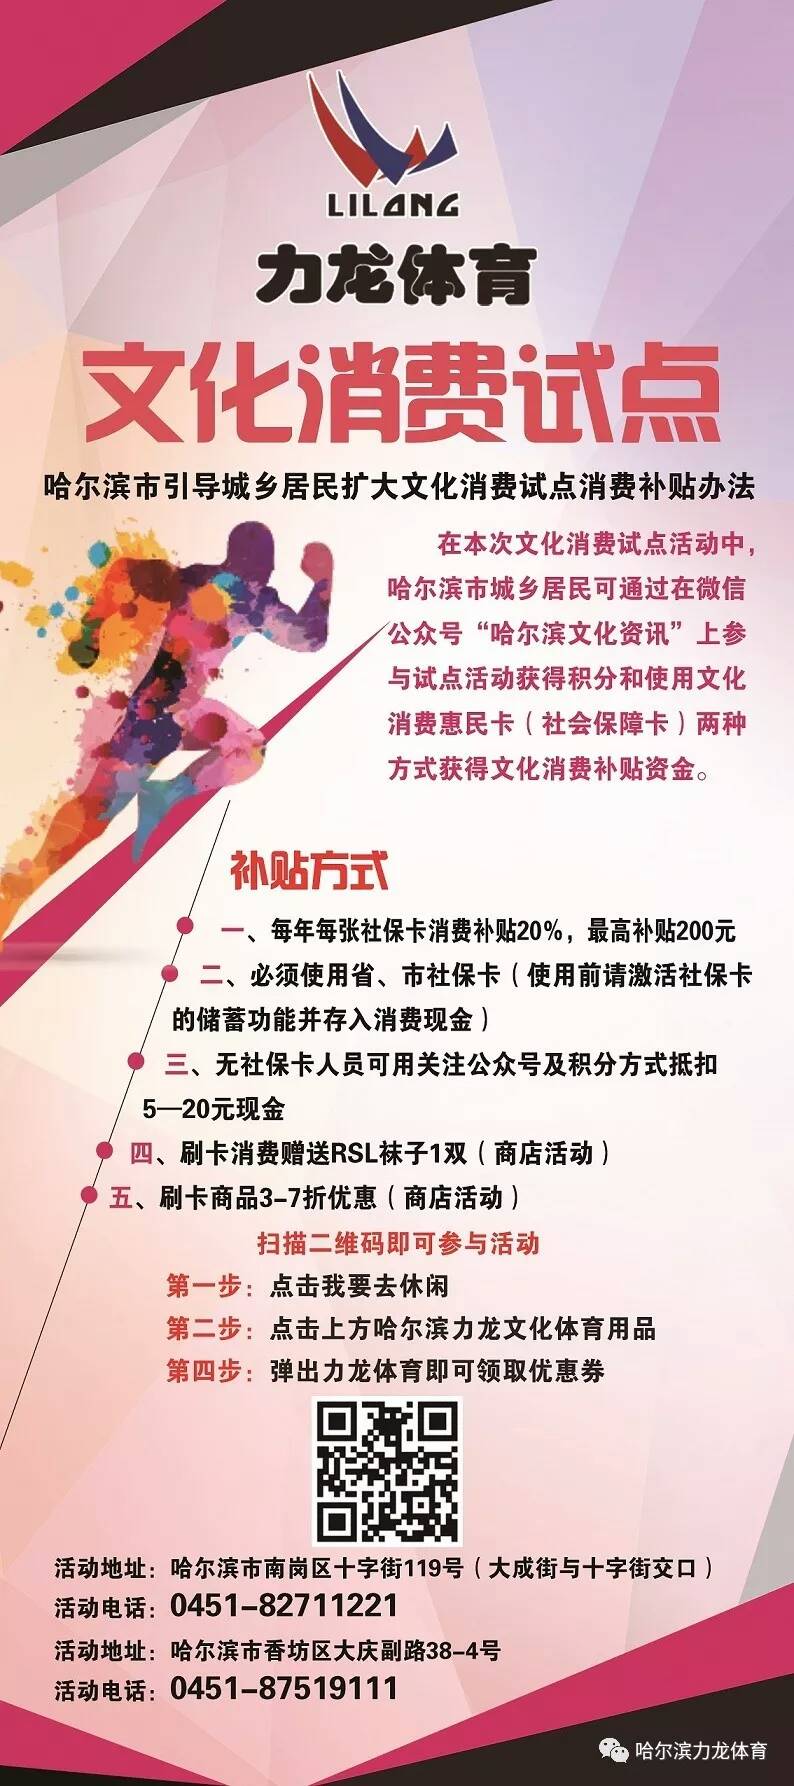 LILONG
力龙体育
文化消费试点
哈尔滨市引导城乡居民扩大文化消费试点消费补贴办法
在本次文化消费试点活动中，
哈尔滨市城乡居民可通过在微信
公众号“哈尔滨文化资讯”上参
与试点活动获得积分和使用文化
消费惠民卡（社会保障卡）两种
方式获得文化消费补贴资金。
补贴方式
一、每年每张社保卡消费补贴20%，最高补贴200元
二、必须使用省、市社保卡（使用前请激活社保卡
的储蓄功能并存入消费现金）
三、无社保卡人员可用关注公众号及积分方式抵扣
5—20元现金
四、刷卡消费赠送RSL袜子1双（商店活动）
五、刷卡商品3-7折优惠（商店活动）
扫描二维码即可参与活动
第一步：点击我要去休闲
第二步：点击上方哈尔滨力龙文化体育用品
第四步：弹出力龙体育即可领取优惠券
活动地址：哈尔滨市南岗区十字街119号（大成街与十字街交口）
活动电话：0451-82711221
活动地址：哈尔滨市香坊区大庆副路38-4号
活动电话：0451-87519111
哈尔滨力龙体育